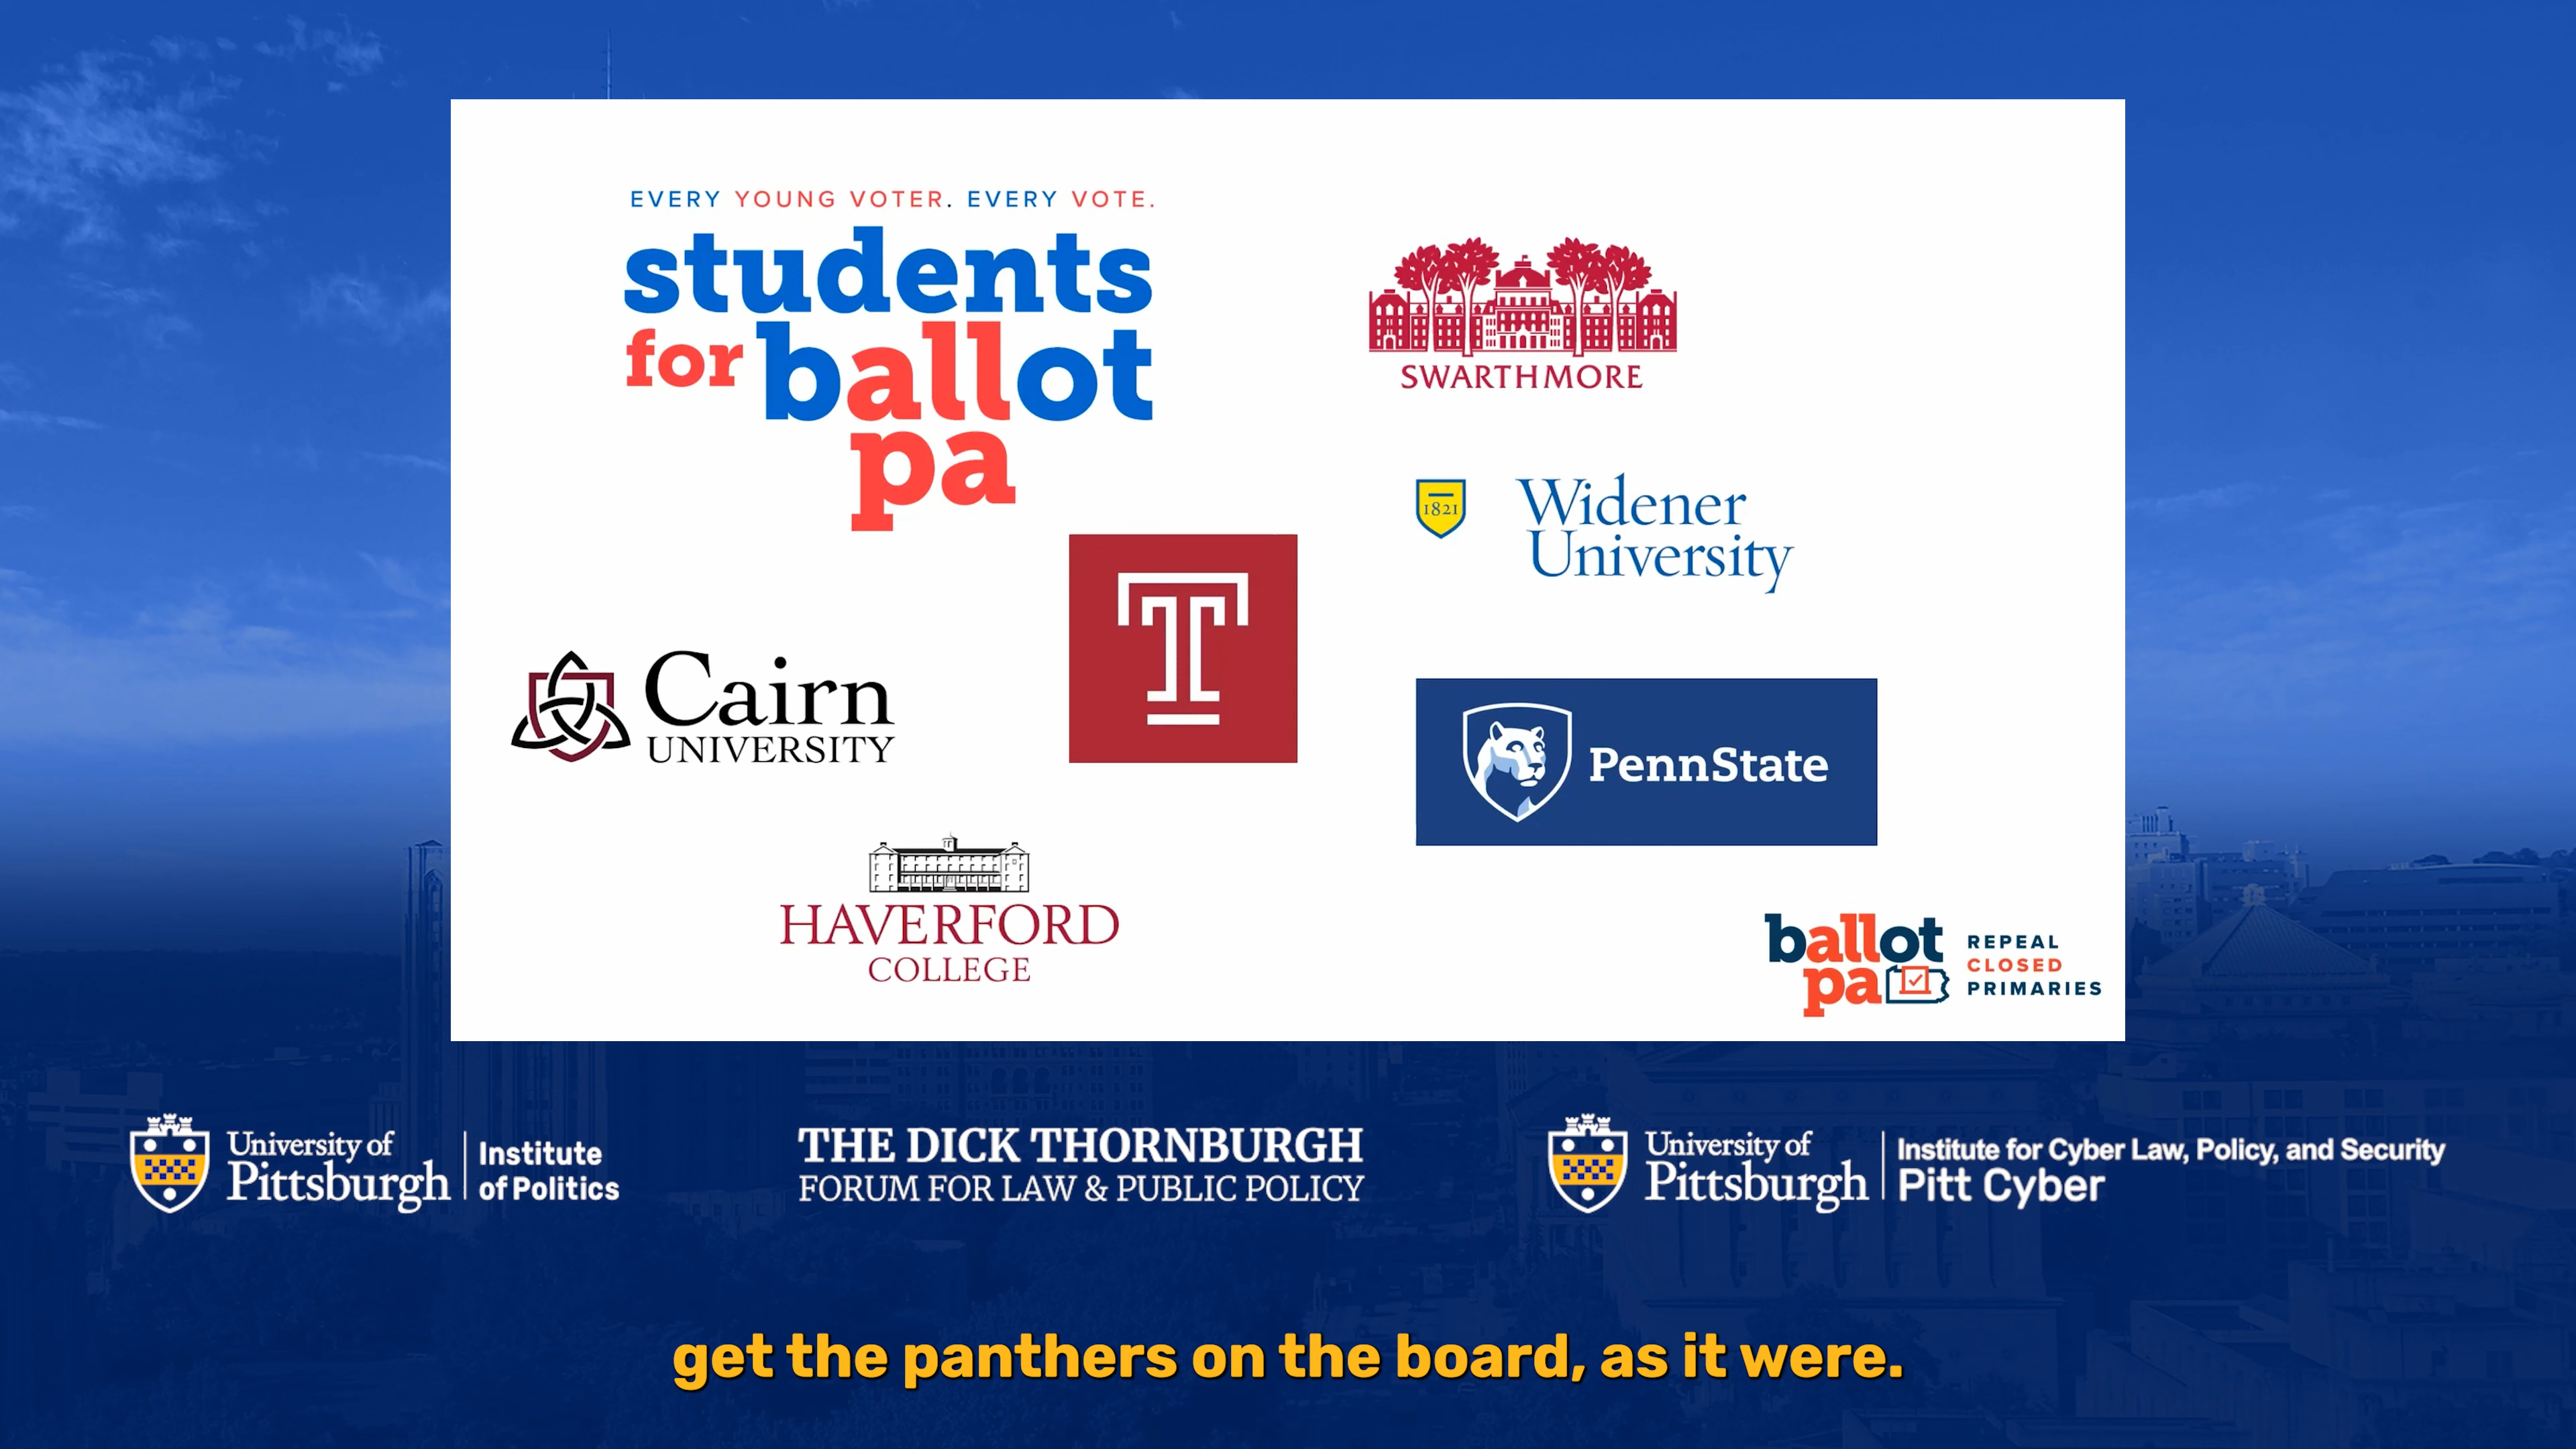 EVERY YOUNG VOTER. EVERY VOTE.
students
for ballot
pa
SWARTHMORE
1821
Widener
University
T
Cairn
UNIVERSITY
PennState
HAVERFORD
COLLEGE
ballot
pa
REPEAL
CLOSED
PRIMARIES
University of
Pittsburgh
Institute
of Politics
THE DICK THORNBURGH
FORUM FOR LAW & PUBLIC POLICY
University of
Pittsburgh
Institute for Cyber Law, Policy, and Security
Pitt Cyber
get the panthers on the board, as it were.